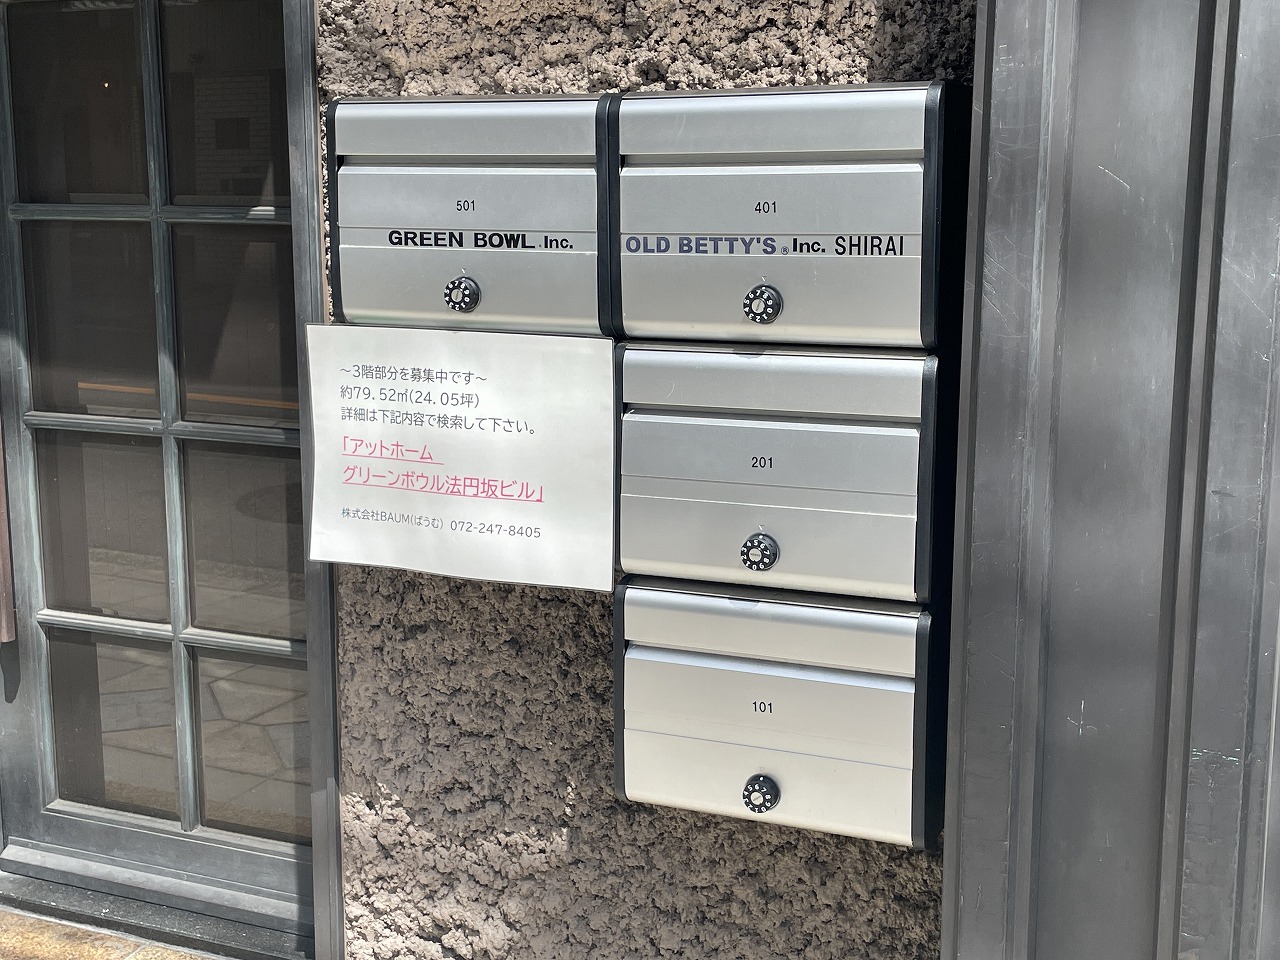 501
GREEN BOWL.Inc.
401
OLD BETTY'S® Inc. SHIRAI
～3階部分を募集中です～
約79.52㎡(24.05坪)
詳細は下記内容で検索して下さい。
「アットホーム
グリーンボウル法円坂ビル」
株式会社BAUM(ばうむ) 072-247-8405
201
101